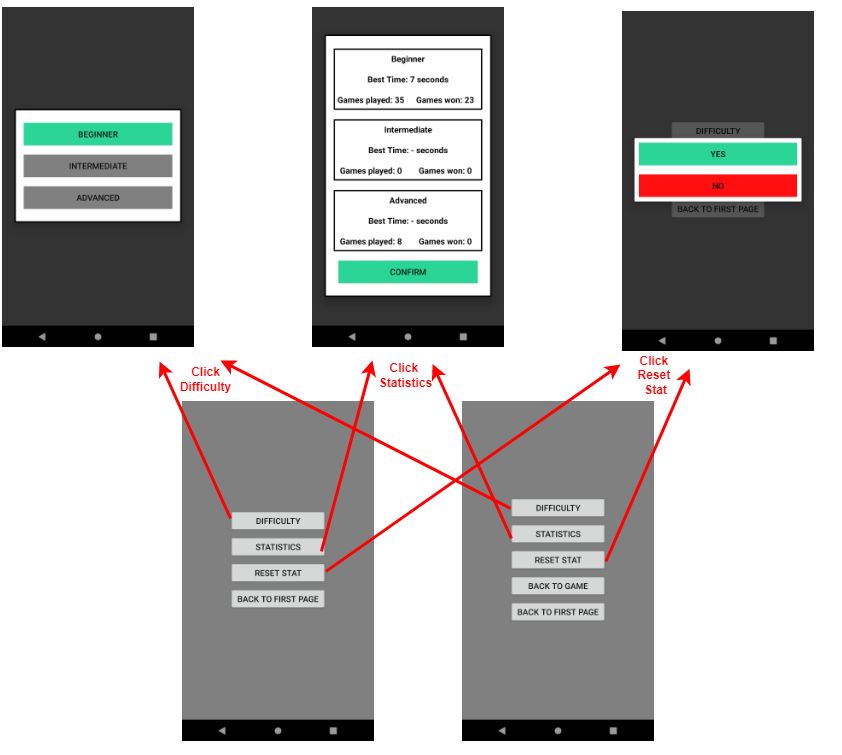 BEGINNER
INTERMEDIATE
ADVANCED
Beginner
Best Time: 7 seconds
Games played: 35 Games won: 23
Intermediate
Best Time: - seconds
Games played: 0 Games won: 0
Advanced
Best Time: - seconds
Games played: 8 Games won: 0
CONFIRM
DIFFICULTY
YES
NO
BACK TO FIRST PAGE
Click
Difficulty
Click
Statistics
Click
Reset
Stat
DIFFICULTY
STATISTICS
RESET STAT
BACK TO FIRST PAGE
DIFFICULTY
STATISTICS
RESET STAT
BACK TO GAME
BACK TO FIRST PAGE